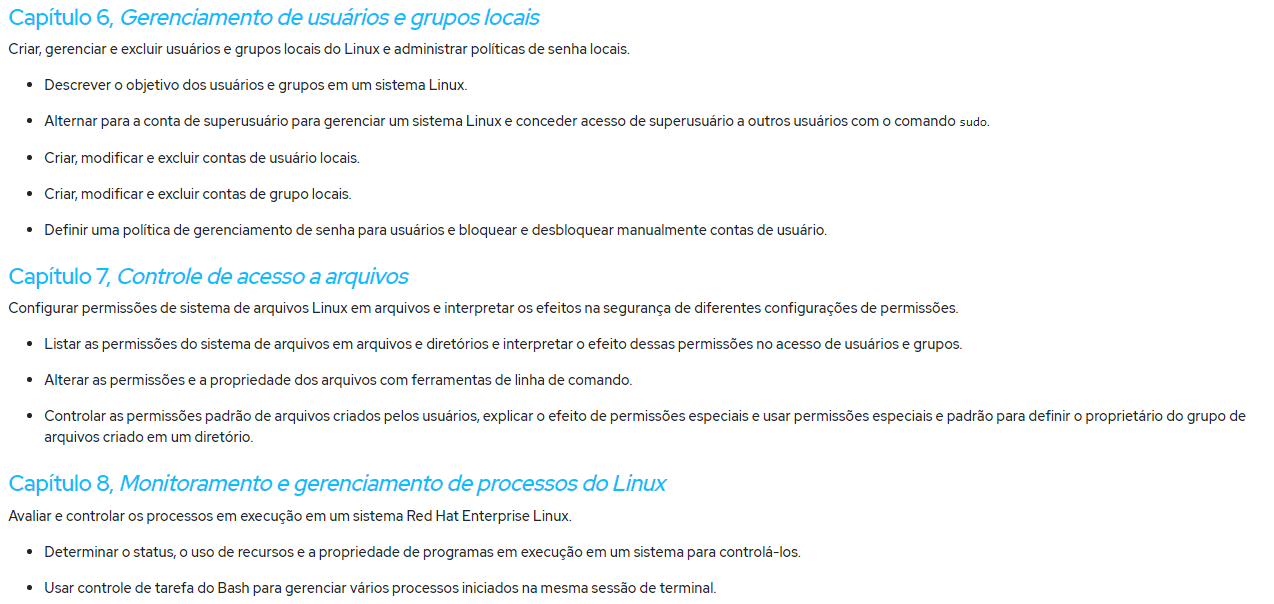 Capítulo 6, Gerenciamento de usuários e grupos locais
Criar, gerenciar e excluir usuários e grupos locais do Linux e administrar políticas de senha locais.
• Descrever o objetivo dos usuários e grupos em um sistema Linux.
• Alternar para a conta de superusuário para gerenciar um sistema Linux e conceder acesso de superusuário a outros usuários com o comando sudo.
• Criar, modificar e excluir contas de usuário locais.
• Criar, modificar e excluir contas de grupo locais.
• Definir uma política de gerenciamento de senha para usuários e bloquear e desbloquear manualmente contas de usuário.
Capítulo 7, Controle de acesso a arquivos
Configurar permissões de sistema de arquivos Linux em arquivos e interpretar os efeitos na segurança de diferentes configurações de permissões.
• Listar as permissões do sistema de arquivos em arquivos e diretórios e interpretar o efeito dessas permissões no acesso de usuários e grupos.
• Alterar as permissões e a propriedade dos arquivos com ferramentas de linha de comando.
• Controlar as permissões padrão de arquivos criados pelos usuários, explicar o efeito de permissões especiais e usar permissões especiais e padrão para definir o proprietário do grupo de
arquivos criado em um diretório.
Capítulo 8, Monitoramento e gerenciamento de processos do Linux
Avaliar e controlar os processos em execução em um sistema Red Hat Enterprise Linux.
• Determinar o status, o uso de recursos e a propriedade de programas em execução em um sistema para controlá-los.
• Usar controle de tarefa do Bash para gerenciar vários processos iniciados na mesma sessão de terminal.